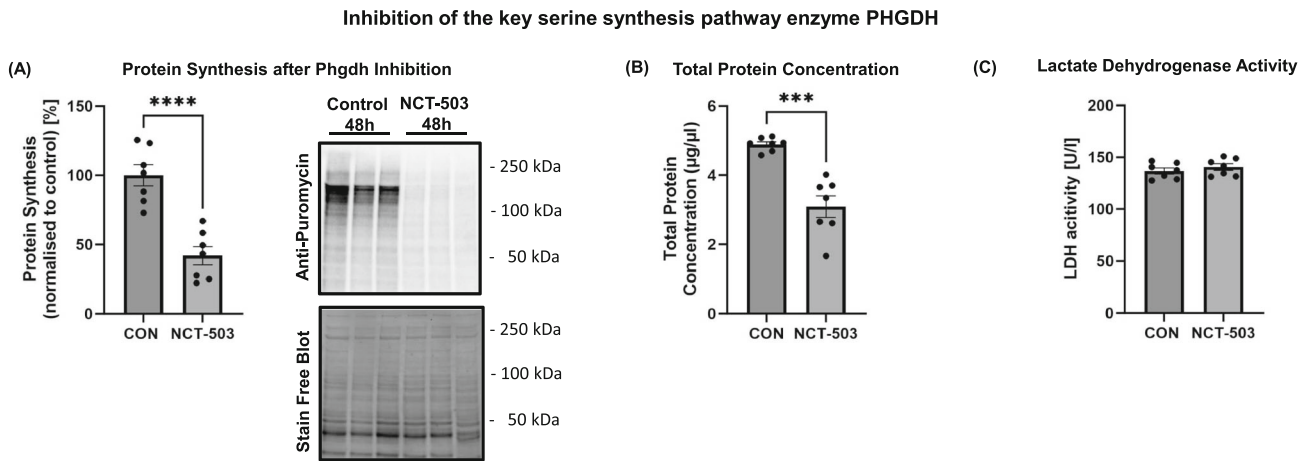 Inhibition of the key serine synthesis pathway enzyme PHGDH
(A)
Protein Synthesis after Phgdh Inhibition
Protein Synthesis
(normalised to control) [%]
150
100
50
0
****
CON
NCT-503
Control
48h
NCT-503
48h
Anti-Puromycin
- 250 kDa
- 100 kDa
- 50 kDa
Stain Free Blot
- 250 kDa
- 100 kDa
- 50 kDa
(B)
Total Protein Concentration
Total Protein
Concentration (µg/µl)
6
4
2
0
***
CON
NCT-503
(C)
Lactate Dehydrogenase Activity
LDH acitivity [U/l]
200
150
150
100
50
0
CON
NCT-503